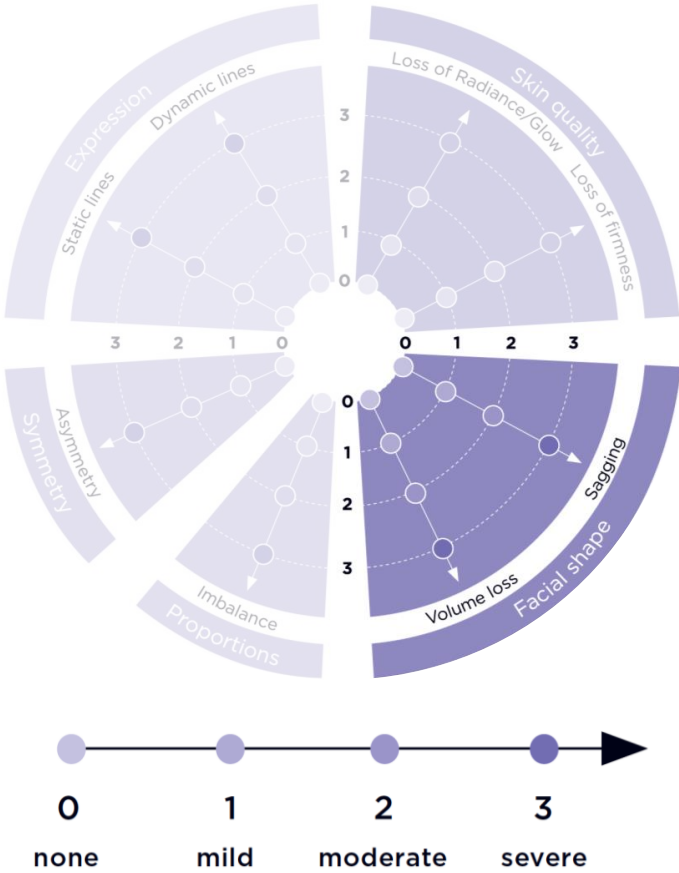 Expression
Dynamic lines
Static lines
Skin quality
Loss of Radiance/Glow
Loss of firmness
3
2
1
0
3 2 1 0
0 1 2 3
Symmetry
Asymmetry
Proportions
Imbalance
0
1
2
3
Sagging
Volume loss
Facial shape
0 1 2 3
none mild moderate severe